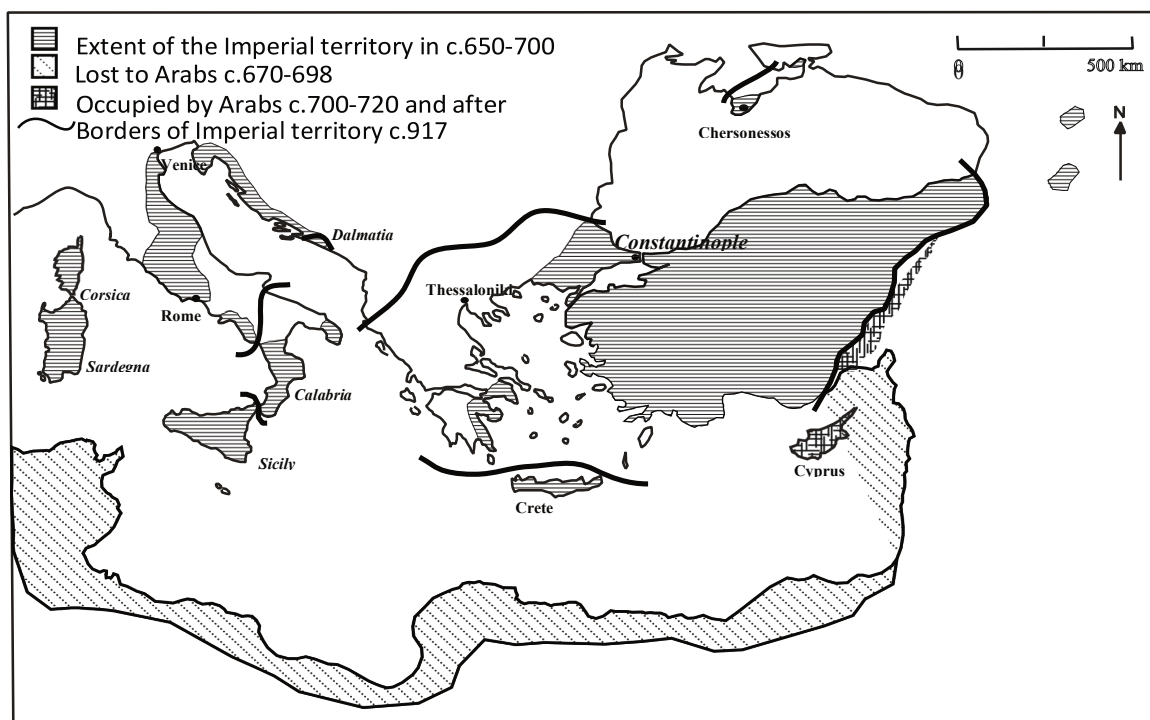 Extent of the Imperial territory in c.650-700
Lost to Arabs c.670-698
Occupied by Arabs c.700-720 and after
Borders of Imperial territory c.917
0
500 km
N
Chersonessos
Venice
Dalmatia
Constantinople
Corsica
Thessaloniki
Rome
Sardegna
Calabria
Sicily
Cyprus
Crete